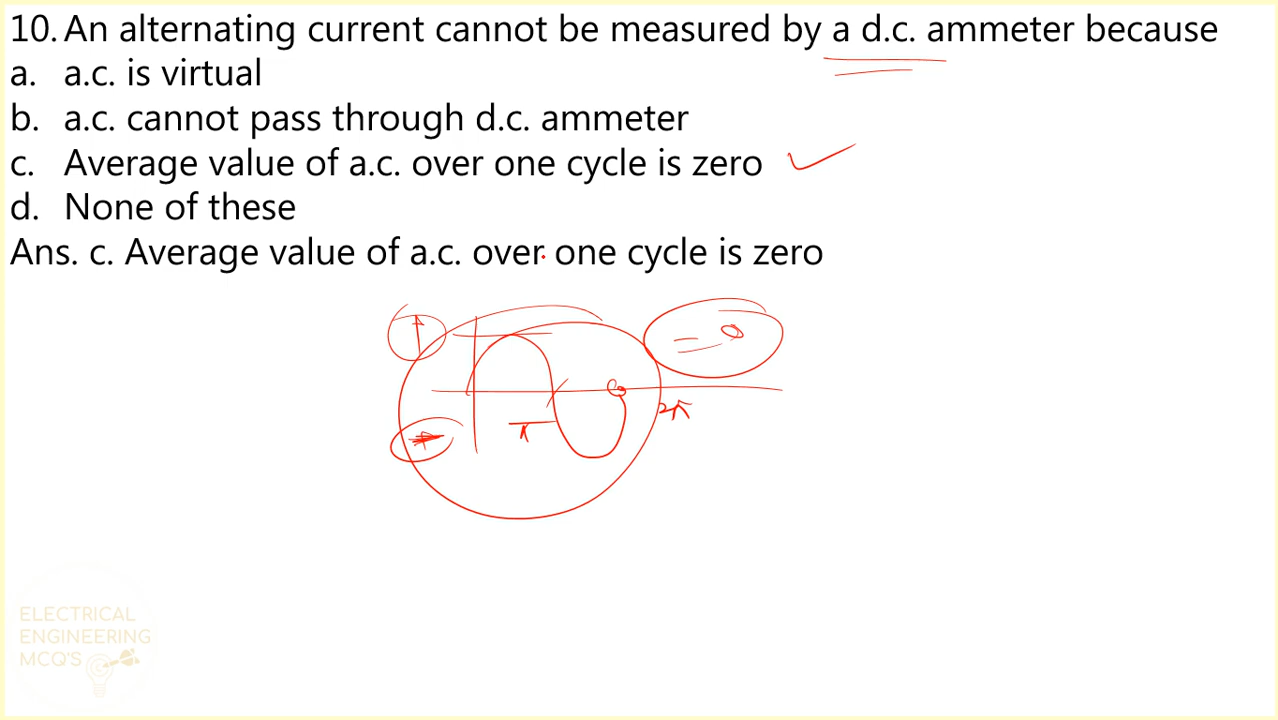 10. An alternating current cannot be measured by a d.c. ammeter because
a. a.c. is virtual
b. a.c. cannot pass through d.c. ammeter
c. Average value of a.c. over one cycle is zero
d. None of these
Ans. c. Average value of a.c. over one cycle is zero
= 0
π
2π
ELECTRICAL
ENGINEERING
MCQ'S